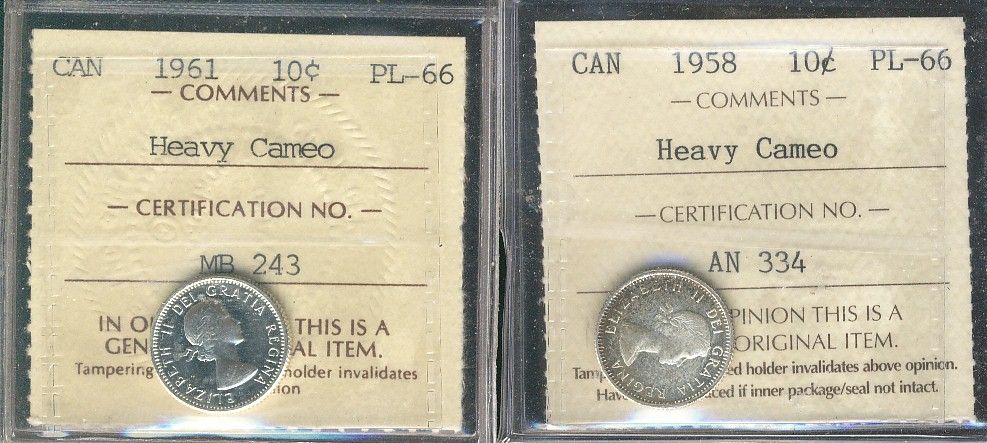 CAN 1961 10¢ PL-66
— COMMENTS —
Heavy Cameo
— CERTIFICATION NO. —
MB 243
IN THIS IS A
GEN AL ITEM.
Tampering holder invalidates
ion
ELIZABETH II DEI GRATIA REGINA
CAN 1958 10¢ PL-66
— COMMENTS —
Heavy Cameo
— CERTIFICATION NO. —
AN 334
PINION THIS IS A
ORIGINAL ITEM.
Tam ed holder invalidates above opinion.
Hav ced if inner package/seal not intact.
ELIZABETH II DEI GRATIA REGINA